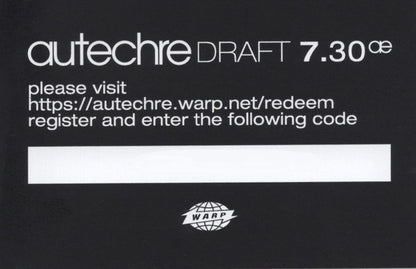 autechre DRAFT 7.30 æ
please visit
https://autechre.warp.net/redeem
register and enter the following code
WARP